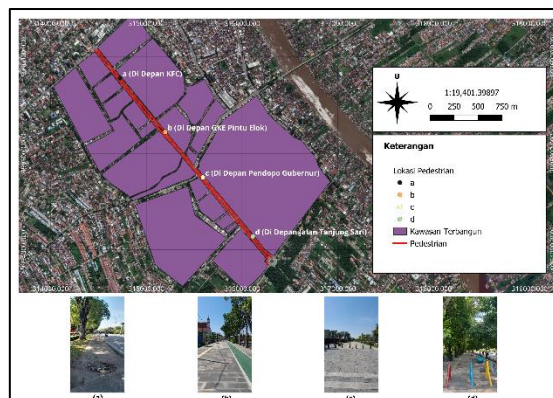 a (Di Depan KFC)
b (Di Depan GKE Pintu Elok)
c (Di Depan Pendopo Gubernur)
d (Di Depan Jalan Tanjung Sari)
U
1:19,401.39897
0 250 500 750 m
Keterangan
Lokasi Pedestrian
a
b
c
d
Kawasan Terbangun
Pedestrian
(a) (b) (c) (d)